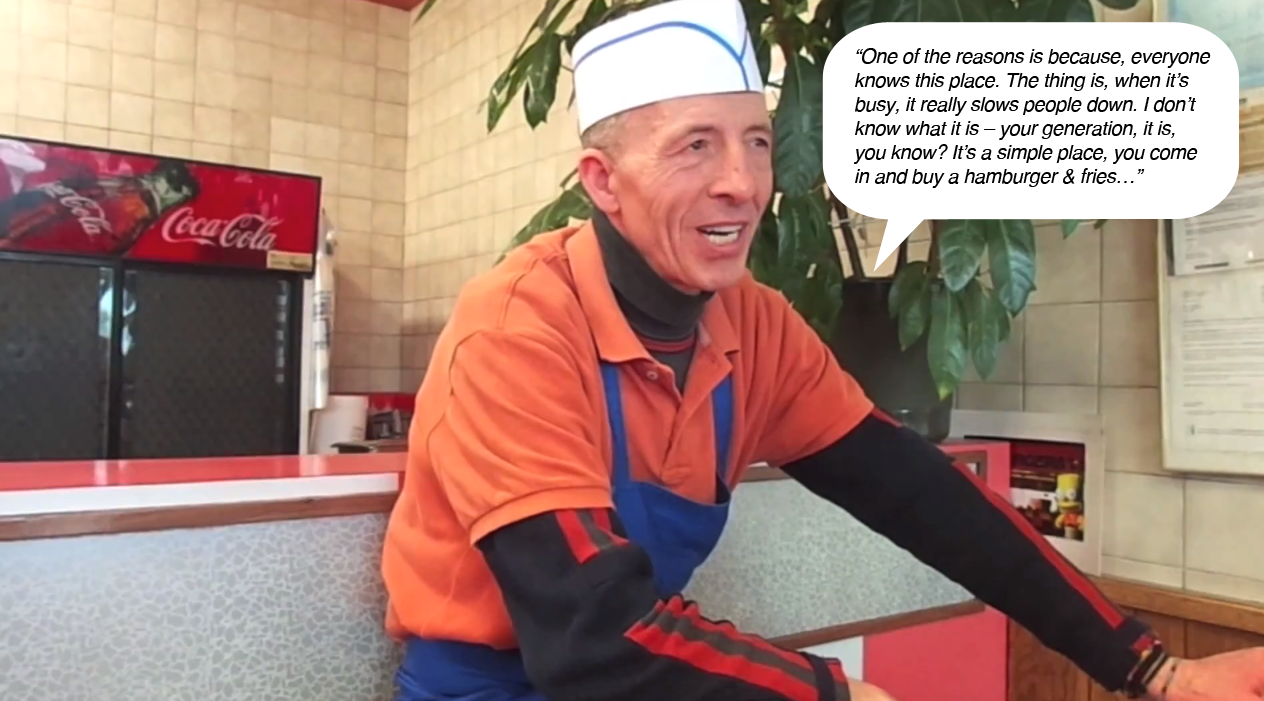 “One of the reasons is because, everyone
knows this place. The thing is, when it’s
busy, it really slows people down. I don’t
know what it is – your generation, it is,
you know? It’s a simple place, you come
in and buy a hamburger & fries…”
Coca-Cola
Coca-Cola